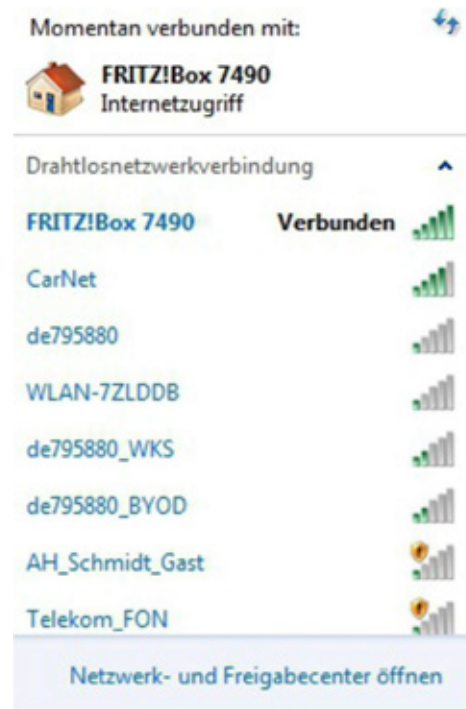 Momentan verbunden mit:
FRITZ!Box 7490
Internetzugriff
Drahtlosnetzwerkverbindung
FRITZ!Box 7490 Verbunden
CarNet
de795880
WLAN-7ZLDDB
de795880_WKS
de795880_BYOD
AH_Schmidt_Gast
Telekom_FON
Netzwerk- und Freigabecenter öffnen